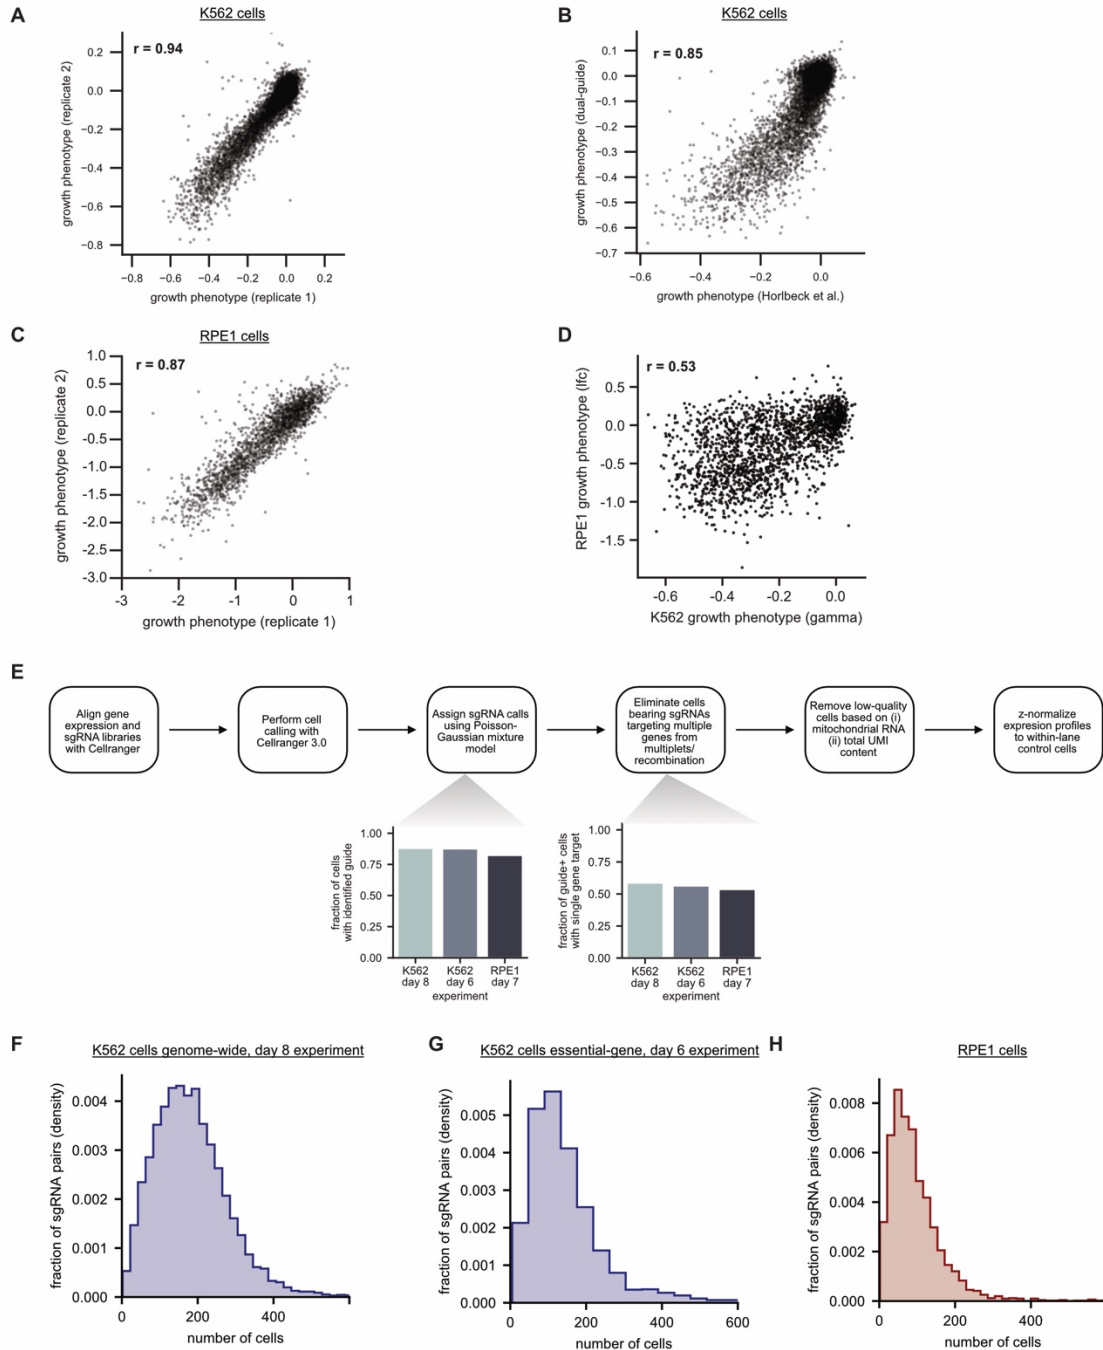 A
K562 cells
r = 0.94
growth phenotype (replicate 2)
0.2
0.0
−0.2
−0.4
−0.6
−0.8
−0.8
−0.6
−0.4
−0.2
0.0
0.2
growth phenotype (replicate 1)
B
K562 cells
r = 0.85
growth phenotype (dual-guide)
0.1
0.0
−0.1
−0.2
−0.3
−0.4
−0.5
−0.6
−0.7
−0.6
−0.4
−0.2
0.0
growth phenotype (Horlbeck et al.)
C
RPE1 cells
r = 0.87
growth phenotype (replicate 2)
1.0
0.5
0.0
-0.5
-1.0
-1.5
-2.0
-2.5
-3.0
-3
-2
-1
0
1
growth phenotype (replicate 1)
D
r = 0.53
RPE1 growth phenotype (lfc)
0.5
0.0
-0.5
-1.0
-1.5
-0.6
-0.4
-0.2
0.0
K562 growth phenotype (gamma)
E
Align gene
expression and
sgRNA libraries
with Cellranger
Perform cell
calling with
Cellranger 3.0
Assign sgRNA calls
using Poisson-
Gaussian mixture
model
Eliminate cells
bearing sgRNAs
targeting multiple
genes from
multiplets/
recombination
Remove low-quality
cells based on (i)
mitochondrial RNA
(ii) total UMI
content
z-normalize
expresion profiles
to within-lane
control cells
fraction of cells
with identified guide
1.00
0.75
0.50
0.25
0.00
K562
day 8
K562
day 6
RPE1
day 7
experiment
fraction of guide+ cells
with single gene target
1.00
0.75
0.50
0.25
0.00
K562
day 8
K562
day 6
RPE1
day 7
experiment
F
K562 cells genome-wide, day 8 experiment
fraction of sgRNA pairs (density)
0.004
0.003
0.002
0.001
0.000
0
200
400
number of cells
G
K562 cells essential-gene, day 6 experiment
fraction of sgRNA pairs (density)
0.005
0.004
0.003
0.002
0.001
0.000
0
200
400
600
number of cells
H
RPE1 cells
fraction of sgRNA pairs (density)
0.008
0.006
0.004
0.002
0.000
0
200
400
number of cells